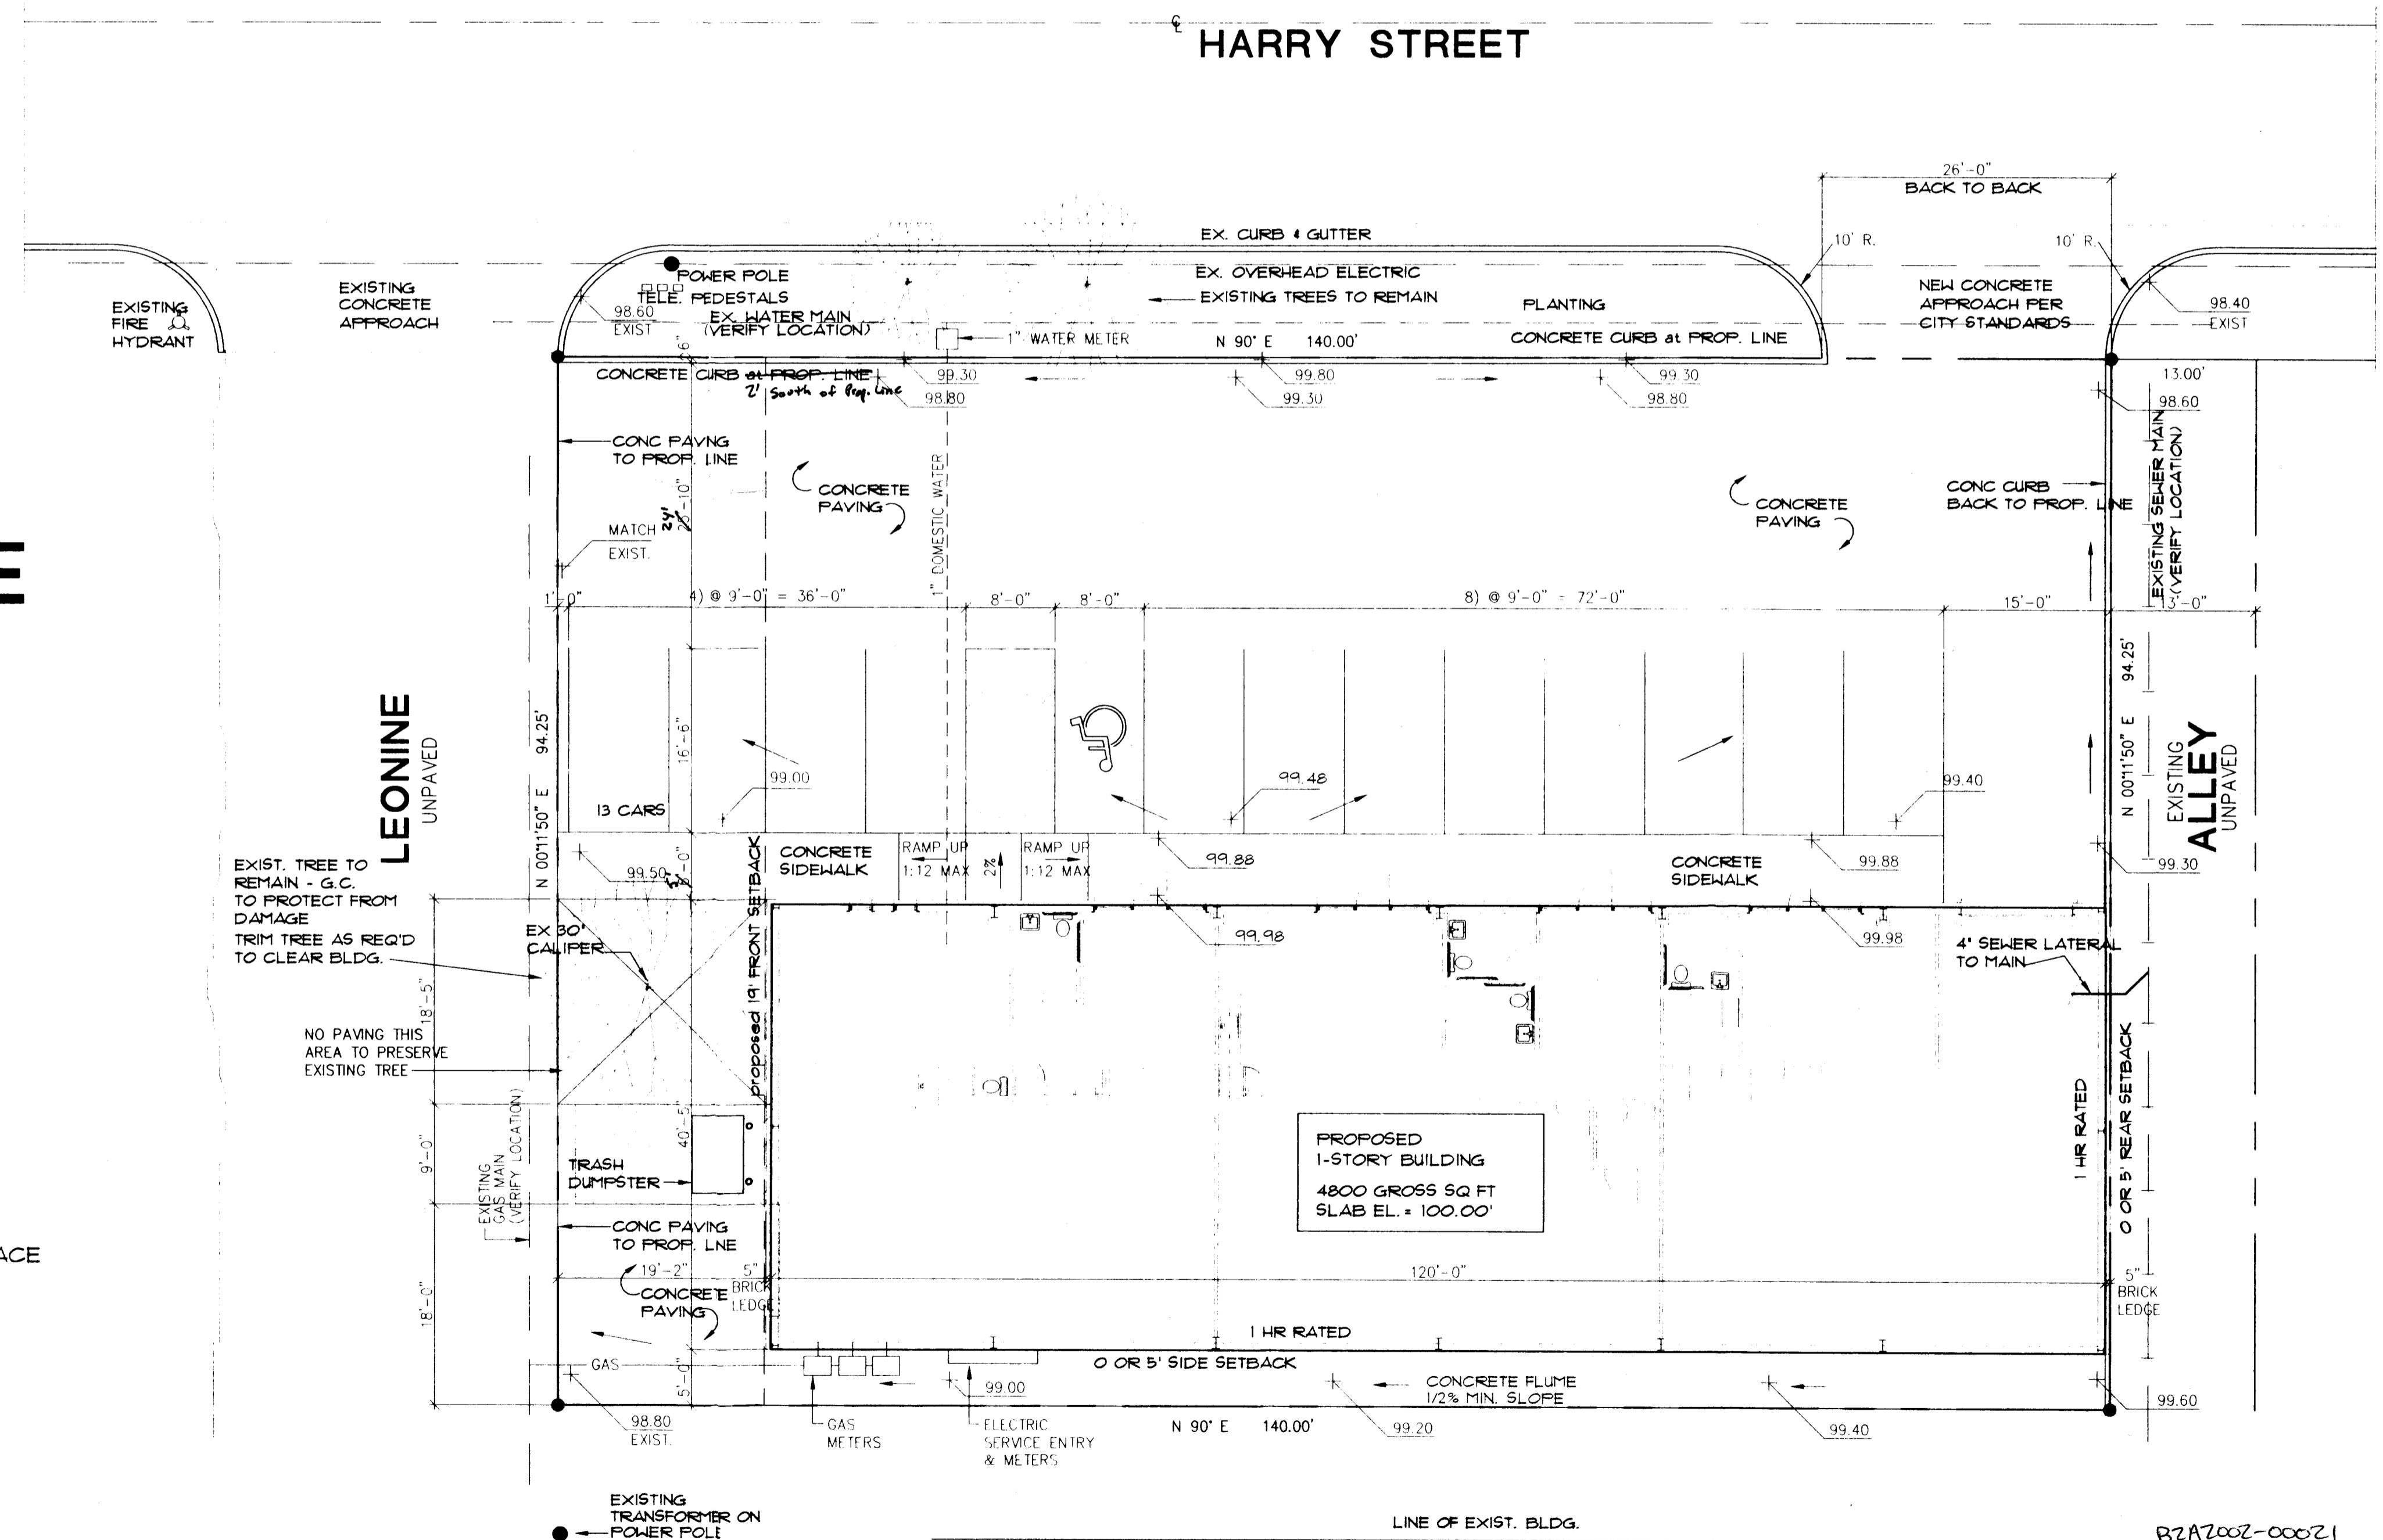 ℄
HARRY STREET
26'-0"
BACK TO BACK
EX. CURB & GUTTER
10' R.
10' R.
POWER POLE
EX. OVERHEAD ELECTRIC
TELE. PEDESTALS
EXISTING TREES TO REMAIN
PLANTING
EXISTING
FIRE
HYDRANT
EXISTING
CONCRETE
APPROACH
98.60
EXIST
EX. WATER MAIN
(VERIFY LOCATION)
NEW CONCRETE
APPROACH PER
CITY STANDARDS
98.40
EXIST
6"
1" WATER METER
N 90° E 140.00'
CONCRETE CURB at PROP. LINE
CONCRETE CURB at PROP. LINE
2' South of Prop. Line
99.30
98.80
99.80
99.30
99.30
98.80
13.00'
98.60
CONC PAVNG
TO PROP. LINE
CONCRETE
PAVING
CONCRETE
PAVING
CONC CURB
BACK TO PROP. LINE
EXISTING SEWER MAIN
(VERIFY LOCATION)
1" DOMESTIC WATER
24'
25'-10"
MATCH
EXIST.
1'-0"
4) @ 9'-0" = 36'-0"
8'-0"
8'-0"
8) @ 9'-0" = 72'-0"
15'-0"
13'-0"
LEONINE
UNPAVED
N 00°11'50" E 94.25'
16'-6"
13 CARS
99.00
99.48
99.40
N 00°11'50" E 94.25'
EXISTING
ALLEY
UNPAVED
EXIST. TREE TO
REMAIN - G.C.
TO PROTECT FROM
DAMAGE
TRIM TREE AS REQ'D
TO CLEAR BLDG.
99.50
5'
proposed 19' FRONT SETBACK
CONCRETE
SIDEWALK
RAMP UP
1:12 MAX
2%
RAMP UP
1:12 MAX
99.88
CONCRETE
SIDEWALK
99.88
99.30
EX 30"
CALIPER
99.98
99.98
4" SEWER LATERAL
TO MAIN
18'-5"
NO PAVING THIS
AREA TO PRESERVE
EXISTING TREE
9'-0"
EXISTING
GAS MAIN
(VERIFY LOCATION)
40'-5"
TRASH
DUMPSTER
PROPOSED
1-STORY BUILDING
4800 GROSS SQ FT
SLAB EL. = 100.00'
1 HR RATED
0 OR 5' REAR SETBACK
CONC PAVING
TO PROP. LNE
ACE
18'-0"
19'-2"
5"
BRICK
LEDGE
120'-0"
5"
BRICK
LEDGE
CONCRETE
PAVING
1 HR RATED
GAS
5'-0"
0 OR 5' SIDE SETBACK
99.00
CONCRETE FLUME
1/2% MIN. SLOPE
99.60
98.80
EXIST.
GAS
METERS
ELECTRIC
SERVICE ENTRY
& METERS
N 90° E 140.00'
99.20
99.40
EXISTING
TRANSFORMER ON
POWER POLE
LINE OF EXIST. BLDG.
BZA2002-00021